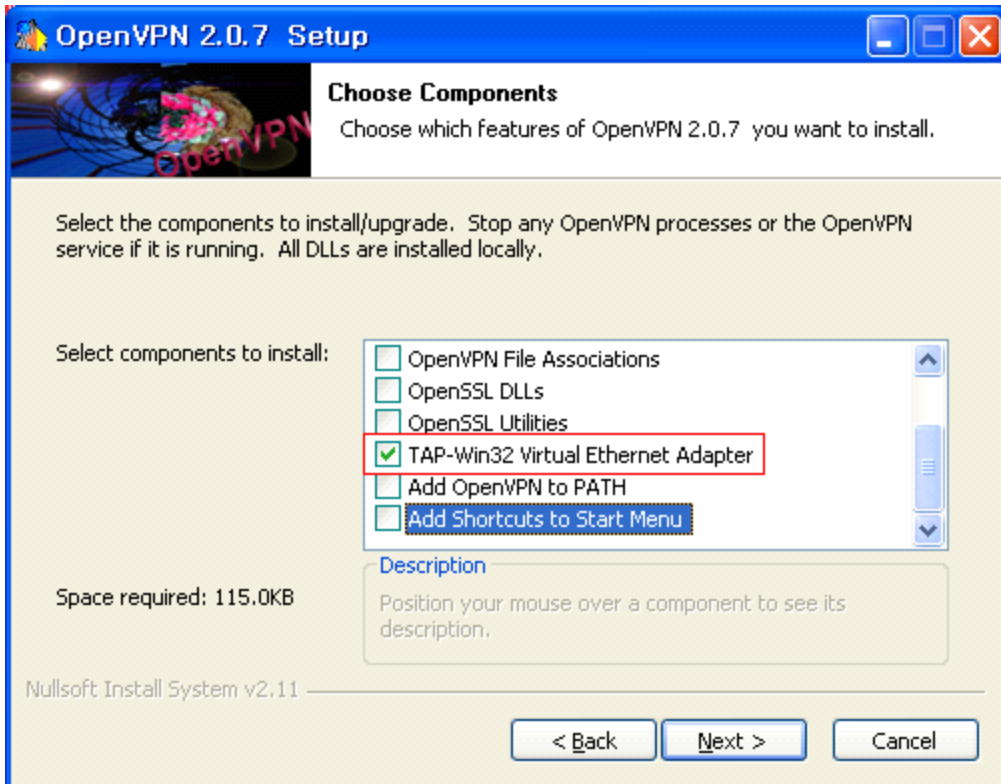 OpenVPN 2.0.7 Setup
OpenVPN
Choose Components
Choose which features of OpenVPN 2.0.7 you want to install.
Select the components to install/upgrade. Stop any OpenVPN processes or the OpenVPN
service if it is running. All DLLs are installed locally.
Select components to install:
OpenVPN File Associations
OpenSSL DLLs
OpenSSL Utilities
TAP-Win32 Virtual Ethernet Adapter
Add OpenVPN to PATH
Add Shortcuts to Start Menu
Space required: 115.0KB
Description
Position your mouse over a component to see its
description.
Nullsoft Install System v2.11
< Back
Next >
Cancel